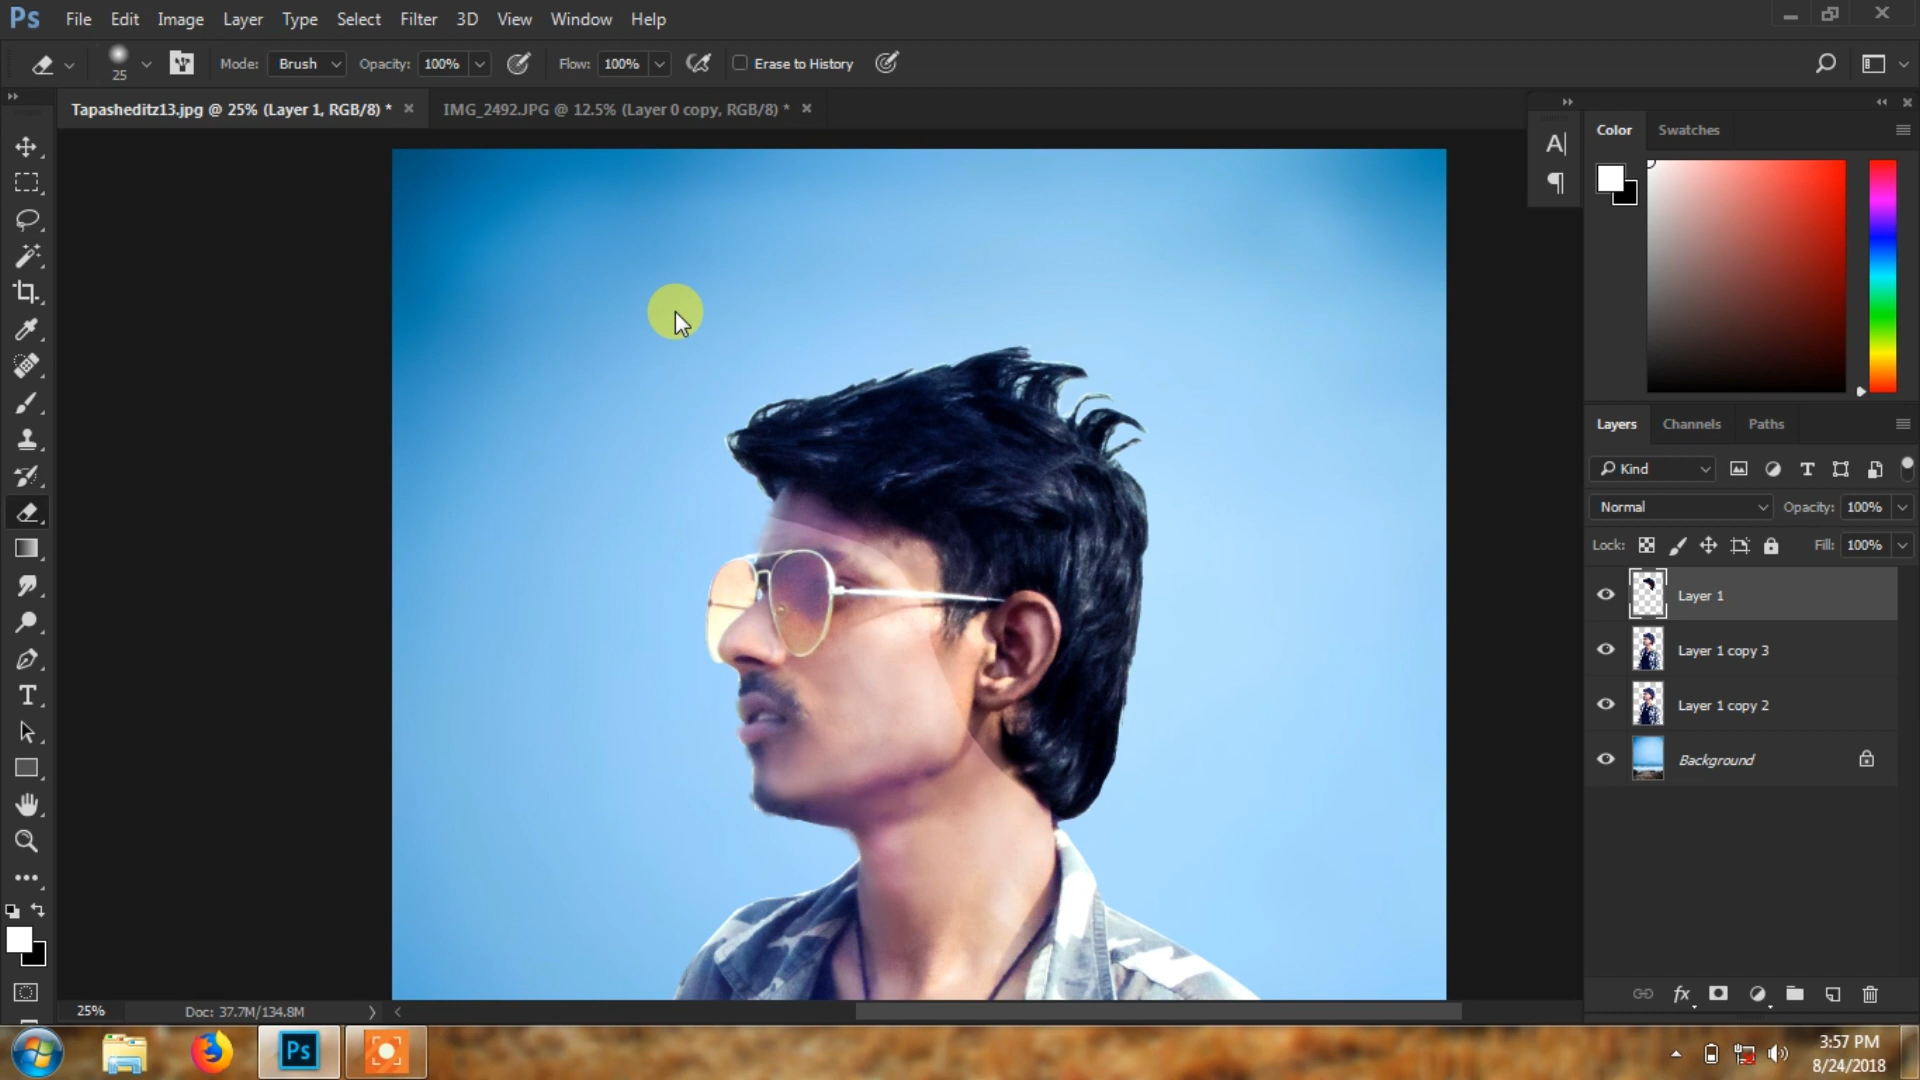 Ps File Edit Image Layer Type Select Filter 3D View Window Help
25 Mode: Brush Opacity: 100% Flow: 100% Erase to History
Tapasheditz13.jpg @ 25% (Layer 1, RGB/8) * IMG_2492.JPG @ 12.5% (Layer 0 copy, RGB/8) *
Color Swatches
Layers Channels Paths
Kind
Normal Opacity: 100%
Lock: Fill: 100%
Layer 1
Layer 1 copy 3
Layer 1 copy 2
Background
fx
25% Doc: 37.7M/134.8M
Ps
3:57 PM
8/24/2018